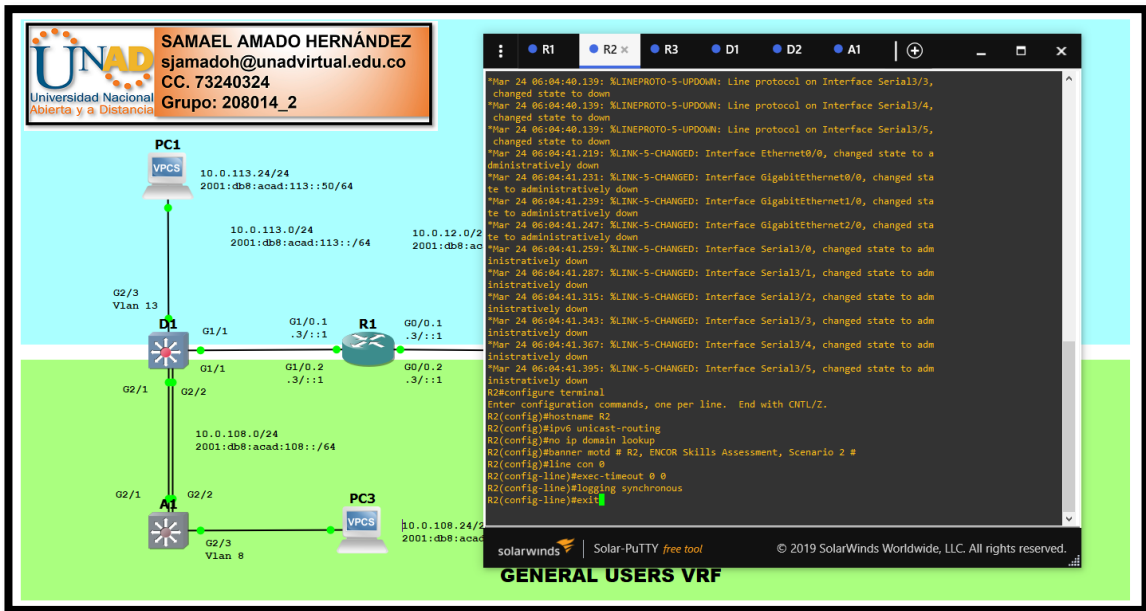 UNAD
Universidad Nacional
Abierta y a Distancia
SAMAEL AMADO HERNÁNDEZ
sjamadoh@unadvirtual.edu.co
CC. 73240324
Grupo: 208014_2
PC1
VPCS
10.0.113.24/24
2001:db8:acad:113::50/64
10.0.113.0/24
2001:db8:acad:113::/64
10.0.12.0/2
2001:db8:ac
G2/3
Vlan 13
D1
G1/1
G1/0.1
.3/::1
R1
G0/0.1
.3/::1
G1/1
G1/0.2
.3/::1
G0/0.2
.3/::1
G2/1
G2/2
10.0.108.0/24
2001:db8:acad:108::/64
G2/1
G2/2
A1
G2/3
Vlan 8
PC3
VPCS
10.0.108.24/2
2001:db8:acad
GENERAL USERS VRF
R1 R2 × R3 D1 D2 A1
*Mar 24 06:04:40.139: %LINEPROTO-5-UPDOWN: Line protocol on Interface Serial3/3,
changed state to down
*Mar 24 06:04:40.139: %LINEPROTO-5-UPDOWN: Line protocol on Interface Serial3/4,
changed state to down
*Mar 24 06:04:40.139: %LINEPROTO-5-UPDOWN: Line protocol on Interface Serial3/5,
changed state to down
*Mar 24 06:04:41.219: %LINK-5-CHANGED: Interface Ethernet0/0, changed state to a
dministratively down
*Mar 24 06:04:41.231: %LINK-5-CHANGED: Interface GigabitEthernet0/0, changed sta
te to administratively down
*Mar 24 06:04:41.239: %LINK-5-CHANGED: Interface GigabitEthernet1/0, changed sta
te to administratively down
*Mar 24 06:04:41.247: %LINK-5-CHANGED: Interface GigabitEthernet2/0, changed sta
te to administratively down
*Mar 24 06:04:41.259: %LINK-5-CHANGED: Interface Serial3/0, changed state to adm
inistratively down
*Mar 24 06:04:41.287: %LINK-5-CHANGED: Interface Serial3/1, changed state to adm
inistratively down
*Mar 24 06:04:41.315: %LINK-5-CHANGED: Interface Serial3/2, changed state to adm
inistratively down
*Mar 24 06:04:41.343: %LINK-5-CHANGED: Interface Serial3/3, changed state to adm
inistratively down
*Mar 24 06:04:41.367: %LINK-5-CHANGED: Interface Serial3/4, changed state to adm
inistratively down
*Mar 24 06:04:41.395: %LINK-5-CHANGED: Interface Serial3/5, changed state to adm
inistratively down
R2#configure terminal
Enter configuration commands, one per line. End with CNTL/Z.
R2(config)#hostname R2
R2(config)#ipv6 unicast-routing
R2(config)#no ip domain lookup
R2(config)#banner motd # R2, ENCOR Skills Assessment, Scenario 2 #
R2(config)#line con 0
R2(config-line)#exec-timeout 0 0
R2(config-line)#logging synchronous
R2(config-line)#exit
solarwinds Solar-PuTTY free tool © 2019 SolarWinds Worldwide, LLC. All rights reserved.